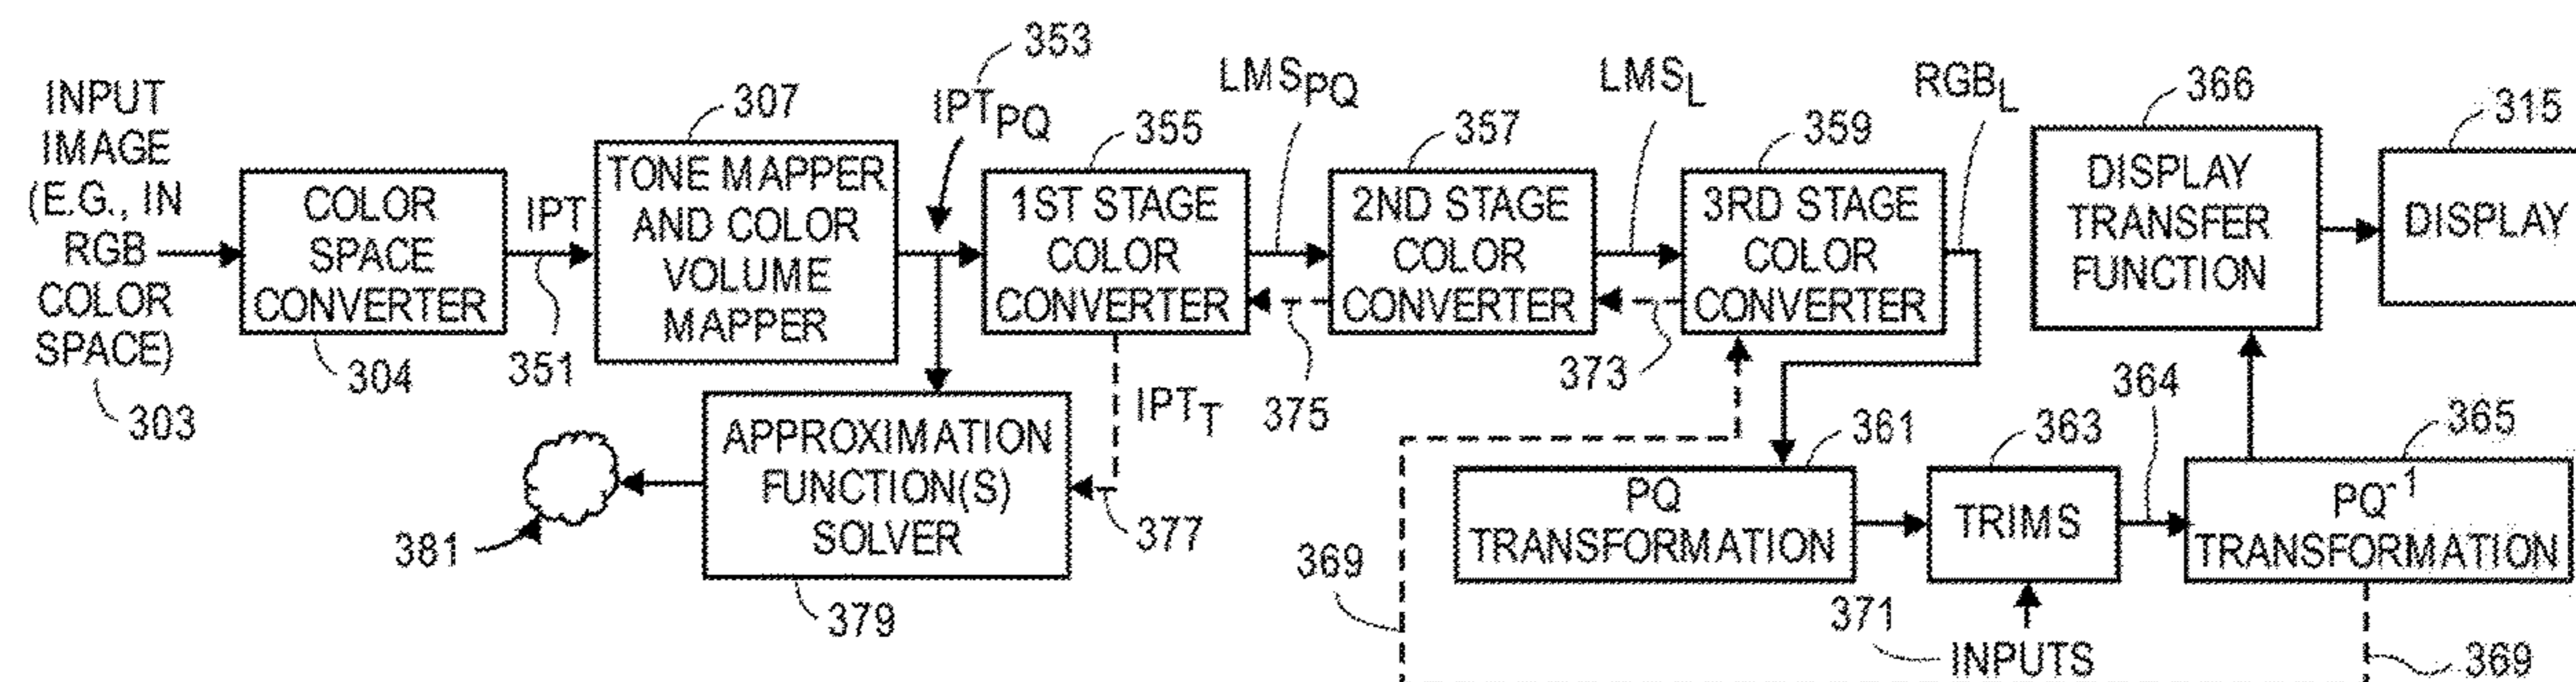 INPUT
IMAGE
(E.G., IN
RGB
COLOR
SPACE)
303
COLOR
SPACE
CONVERTER
304
IPT
351
307
TONE MAPPER
AND COLOR
VOLUME
MAPPER
353
IPTPQ
355
1ST STAGE
COLOR
CONVERTER
LMSPQ
357
2ND STAGE
COLOR
CONVERTER
375
LMSL
359
3RD STAGE
COLOR
CONVERTER
373
RGBL
366
DISPLAY
TRANSFER
FUNCTION
315
DISPLAY
APPROXIMATION
FUNCTION(S)
SOLVER
379
381
IPTT
377
369
361
PQ
TRANSFORMATION
363
TRIMS
364
371
INPUTS
365
PQ-1
TRANSFORMATION
369